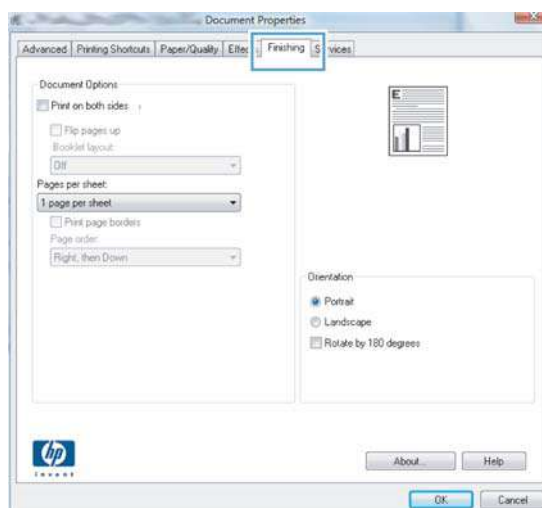 Document Properties
Advanced Printing Shortcuts Paper/Quality Finishing
Document Options
Print on both sides
Flip pages up
Booklet layout:
Off
Pages per sheet:
1 page per sheet
Print page borders
Page order:
Right, then Down
E
Orientation
Portrait
Landscape
Rotate by 180 degrees
hp
invent
About... Help
OK Cancel